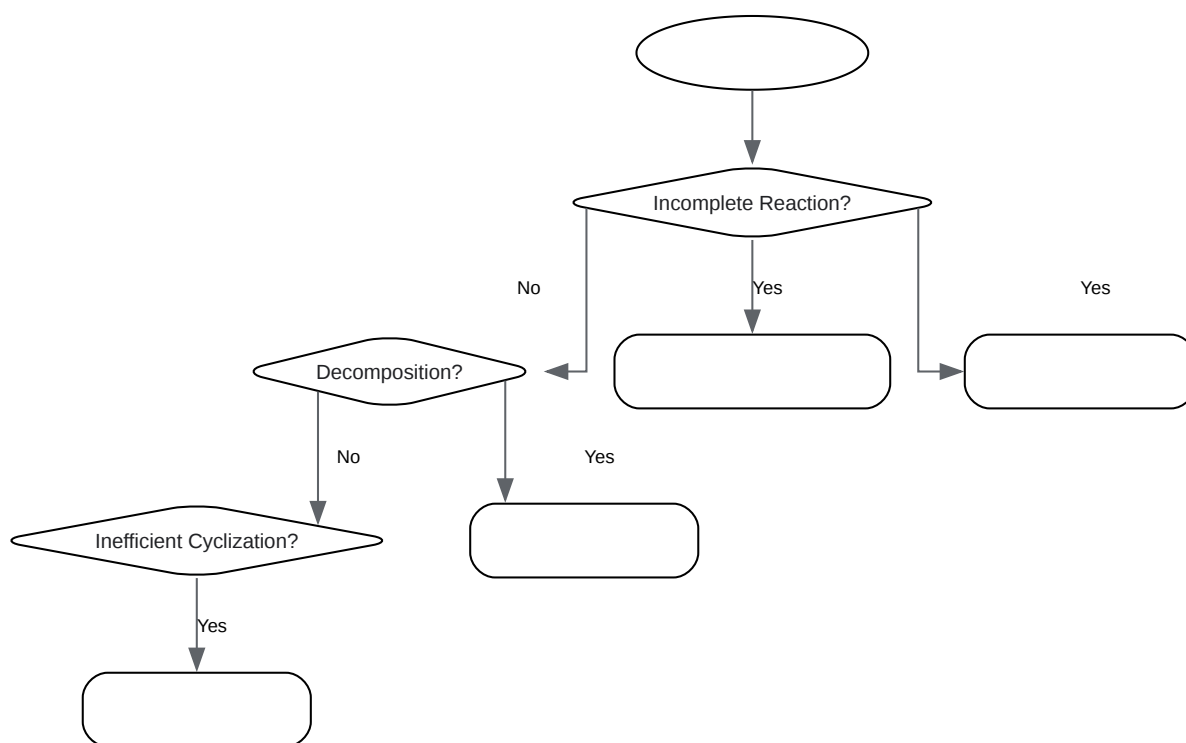 Incomplete Reaction?
No
Yes
Yes
Decomposition?
No
Yes
Inefficient Cyclization?
Yes